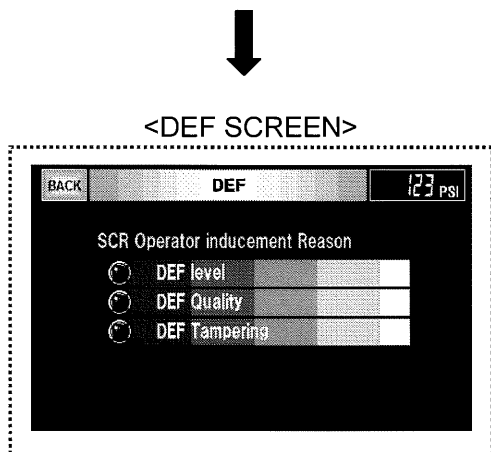 <DEF SCREEN>
BACK DEF 123 PSI
SCR Operator inducement Reason
DEF level
DEF Quality
DEF Tampering